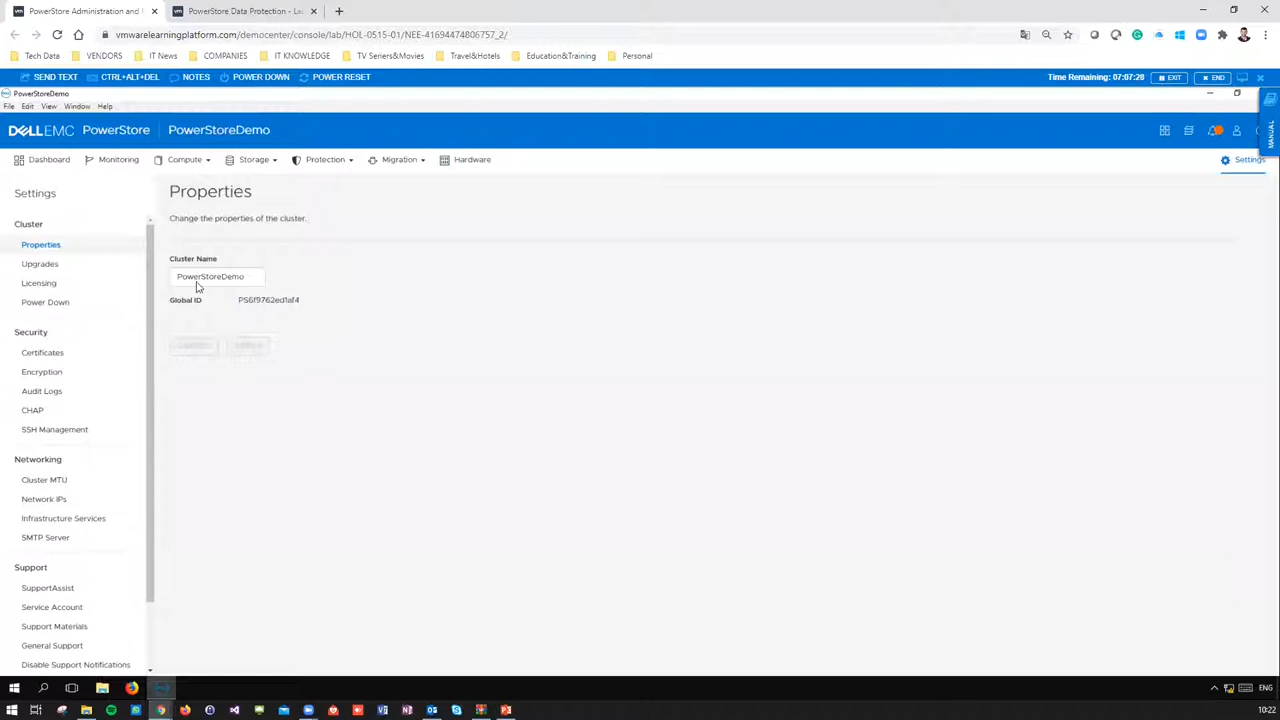 PowerStore Administration and
PowerStore Data Protection - La
vmwarelearningplatform.com/democenter/console/lab/HOL-0515-01/NEE-41694474806757_2/
Tech Data VENDORS IT News COMPANIES IT KNOWLEDGE TV Series&Movies Travel&Hotels Education&Training Personal
SEND TEXT CTRL+ALT+DEL NOTES POWER DOWN POWER RESET Time Remaining: 07:07:28 EXIT END
PowerStoreDemo
File Edit View Window Help
MANUAL
DELLEMC PowerStore PowerStoreDemo
Dashboard Monitoring Compute Storage Protection Migration Hardware Settings
Settings
Cluster
Properties
Upgrades
Licensing
Power Down
Security
Certificates
Encryption
Audit Logs
CHAP
SSH Management
Networking
Cluster MTU
Network IPs
Infrastructure Services
SMTP Server
Support
SupportAssist
Service Account
Support Materials
General Support
Disable Support Notifications
Properties
Change the properties of the cluster.
Cluster Name
PowerStoreDemo
Global ID PS6f9762ed1af4
ENG
10:22